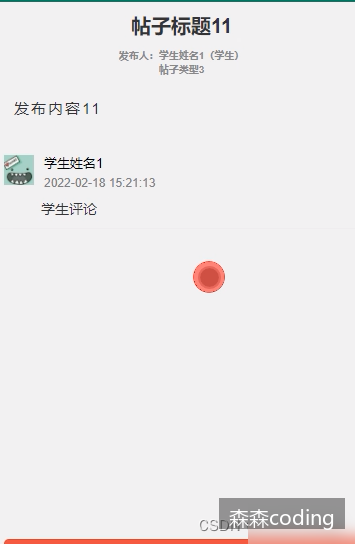 帖子标题11
发布人：学生姓名1（学生）
帖子类型3
发布内容11
学生姓名1
2022-02-18 15:21:13
学生评论
森森coding